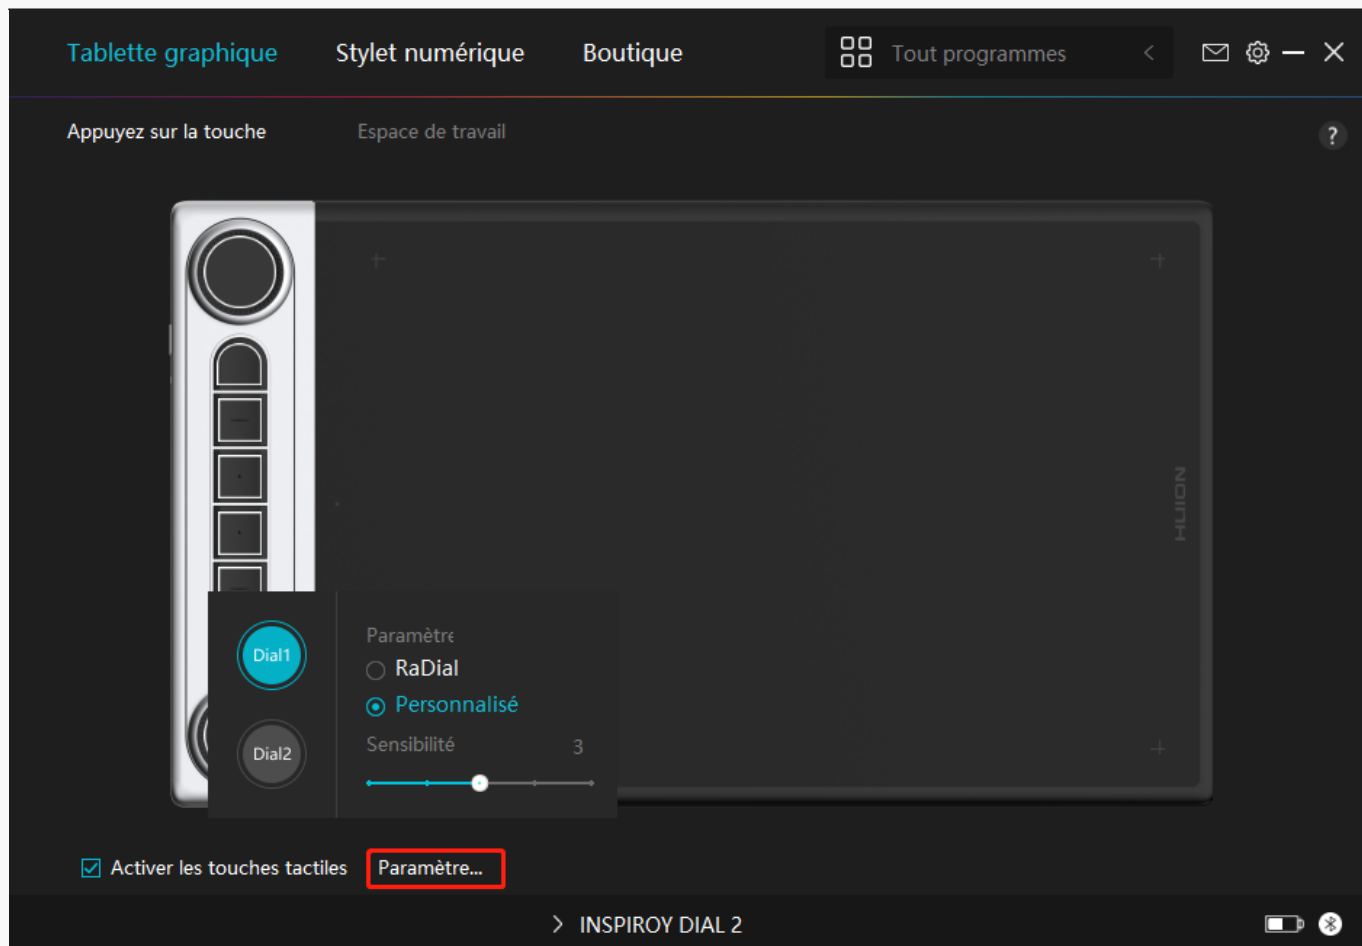 Tablette graphique Stylet numérique Boutique Tout programmes
Appuyez sur la touche Espace de travail ?
HUION
Dial1
Dial2
Paramètre
RaDial
Personnalisé
Sensibilité 3
Activer les touches tactiles Paramètre...
INSPIROY DIAL 2